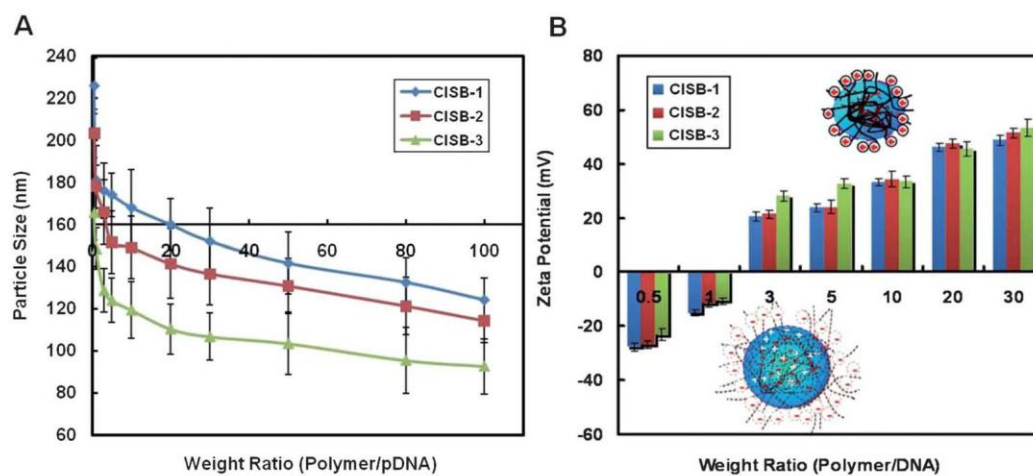 A
240
220
200
180
160
140
120
100
80
60
Particle Size (nm)
CISB-1
CISB-2
CISB-3
0 20 40 60 80 100
Weight Ratio (Polymer/pDNA)
B
80
60
40
20
0
-20
-40
-60
Zeta Potential (mV)
CISB-1
CISB-2
CISB-3
0.5 1 3 5 10 20 30
Weight Ratio (Polymer/DNA)